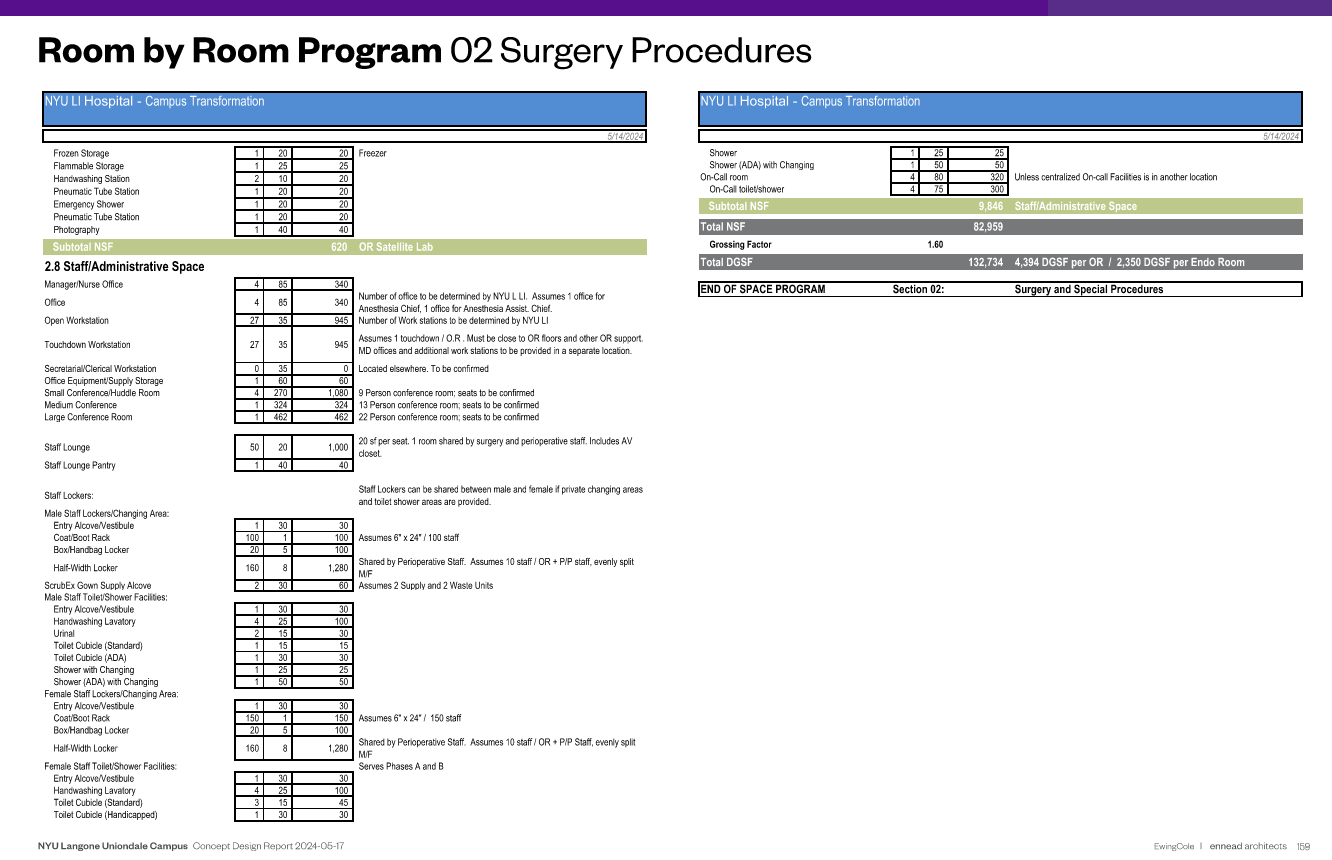 Room by Room Program 02 Surgery Procedures
NYU LI Hospital - Campus Transformation
5/14/2024
Frozen Storage 1 20 20 Freezer
Flammable Storage 1 25 25
Handwashing Station 2 10 20
Pneumatic Tube Station 1 20 20
Emergency Shower 1 20 20
Pneumatic Tube Station 1 20 20
Photography 1 40 40
Subtotal NSF 620 OR Satellite Lab
2.8 Staff/Administrative Space
Manager/Nurse Office 4 85 340
Office 4 85 340 Number of office to be determined by NYU L LI. Assumes 1 office for
Anesthesia Chief, 1 office for Anesthesia Assist. Chief.
Open Workstation 27 35 945 Number of Work stations to be determined by NYU LI
Touchdown Workstation 27 35 945 Assumes 1 touchdown / O.R . Must be close to OR floors and other OR support.
MD offices and additional work stations to be provided in a separate location.
Secretarial/Clerical Workstation 0 35 0 Located elsewhere. To be confirmed
Office Equipment/Supply Storage 1 60 60
Small Conference/Huddle Room 4 270 1,080 9 Person conference room; seats to be confirmed
Medium Conference 1 324 324 13 Person conference room; seats to be confirmed
Large Conference Room 1 462 462 22 Person conference room; seats to be confirmed
Staff Lounge 50 20 1,000 20 sf per seat. 1 room shared by surgery and perioperative staff. Includes AV
closet.
Staff Lounge Pantry 1 40 40
Staff Lockers: Staff Lockers can be shared between male and female if private changing areas
and toilet shower areas are provided.
Male Staff Lockers/Changing Area:
Entry Alcove/Vestibule 1 30 30
Coat/Boot Rack 100 1 100 Assumes 6" x 24" / 100 staff
Box/Handbag Locker 20 5 100
Half-Width Locker 160 8 1,280 Shared by Perioperative Staff. Assumes 10 staff / OR + P/P staff, evenly split
M/F
ScrubEx Gown Supply Alcove 2 30 60 Assumes 2 Supply and 2 Waste Units
Male Staff Toilet/Shower Facilities:
Entry Alcove/Vestibule 1 30 30
Handwashing Lavatory 4 25 100
Urinal 2 15 30
Toilet Cubicle (Standard) 1 15 15
Toilet Cubicle (ADA) 1 30 30
Shower with Changing 1 25 25
Shower (ADA) with Changing 1 50 50
Female Staff Lockers/Changing Area:
Entry Alcove/Vestibule 1 30 30
Coat/Boot Rack 150 1 150 Assumes 6" x 24" / 150 staff
Box/Handbag Locker 20 5 100
Half-Width Locker 160 8 1,280 Shared by Perioperative Staff. Assumes 10 staff / OR + P/P Staff, evenly split
M/F
Female Staff Toilet/Shower Facilities: Serves Phases A and B
Entry Alcove/Vestibule 1 30 30
Handwashing Lavatory 4 25 100
Toilet Cubicle (Standard) 3 15 45
Toilet Cubicle (Handicapped) 1 30 30
NYU LI Hospital - Campus Transformation
5/14/2024
Shower 1 25 25
Shower (ADA) with Changing 1 50 50
On-Call room 4 80 320 Unless centralized On-call Facilities is in another location
On-Call toilet/shower 4 75 300
Subtotal NSF 9,846 Staff/Administrative Space
Total NSF 82,959
Grossing Factor 1.60
Total DGSF 132,734 4,394 DGSF per OR / 2,350 DGSF per Endo Room
END OF SPACE PROGRAM Section 02: Surgery and Special Procedures
NYU Langone Uniondale Campus Concept Design Report 2024-05-17
EwingCole | ennead architects 159